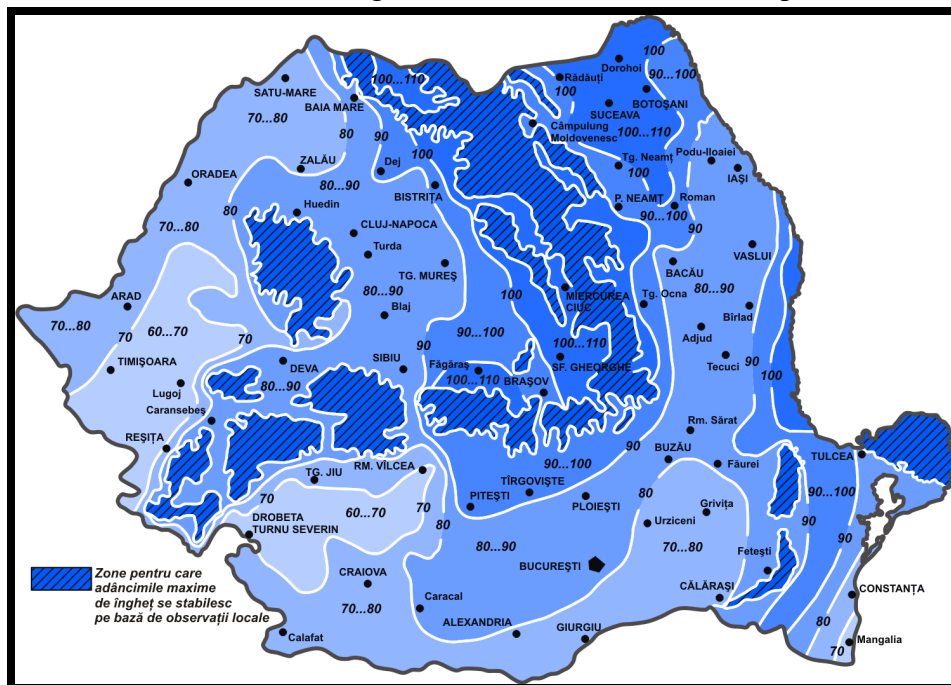 100
Dorohoi
90...100
Rădăuți
100...110
100
SATU-MARE
BAIA MARE
BOTOȘANI
SUCEAVA
70...80
80
90
Câmpulung
Moldovenesc
100...110
100
Podu-Iloaiei
Tg. Neamț
ZALĂU
Dej
100
IAȘI
ORADEA
80...90
BISTRIȚA
P. NEAMȚ
Roman
80
Huedin
90...100
70...80
CLUJ-NAPOCA
90
Turda
VASLUI
TG. MUREȘ
BACĂU
80...90
80...90
100
MIERCUREA
CIUC
Tg. Ocna
ARAD
Blaj
Bîrlad
70...80
60...70
70
70
90...100
Adjud
90
100...110
Tecuci
TIMIȘOARA
DEVA
SIBIU
Făgăraș
SF. GHEORGHE
90
80...90
100...110
BRAȘOV
100
Lugoj
Caransebeș
Rm. Sărat
REȘIȚA
90
BUZĂU
TULCEA
RM. VÎLCEA
90...100
Făurei
TG. JIU
TÎRGOVIȘTE
70
80
90...100
PITEȘTI
PLOIEȘTI
Grivița
60...70
70
DROBETA
TURNU SEVERIN
80
Urziceni
90
90
80...90
70...80
Fetești
BUCUREȘTI
Zone pentru care
adâncimile maxime
de îngheț se stabilesc
pe bază de observații locale
CRAIOVA
70...80
CĂLĂRAȘI
CONSTANȚA
Caracal
80
ALEXANDRIA
GIURGIU
Calafat
Mangalia
70